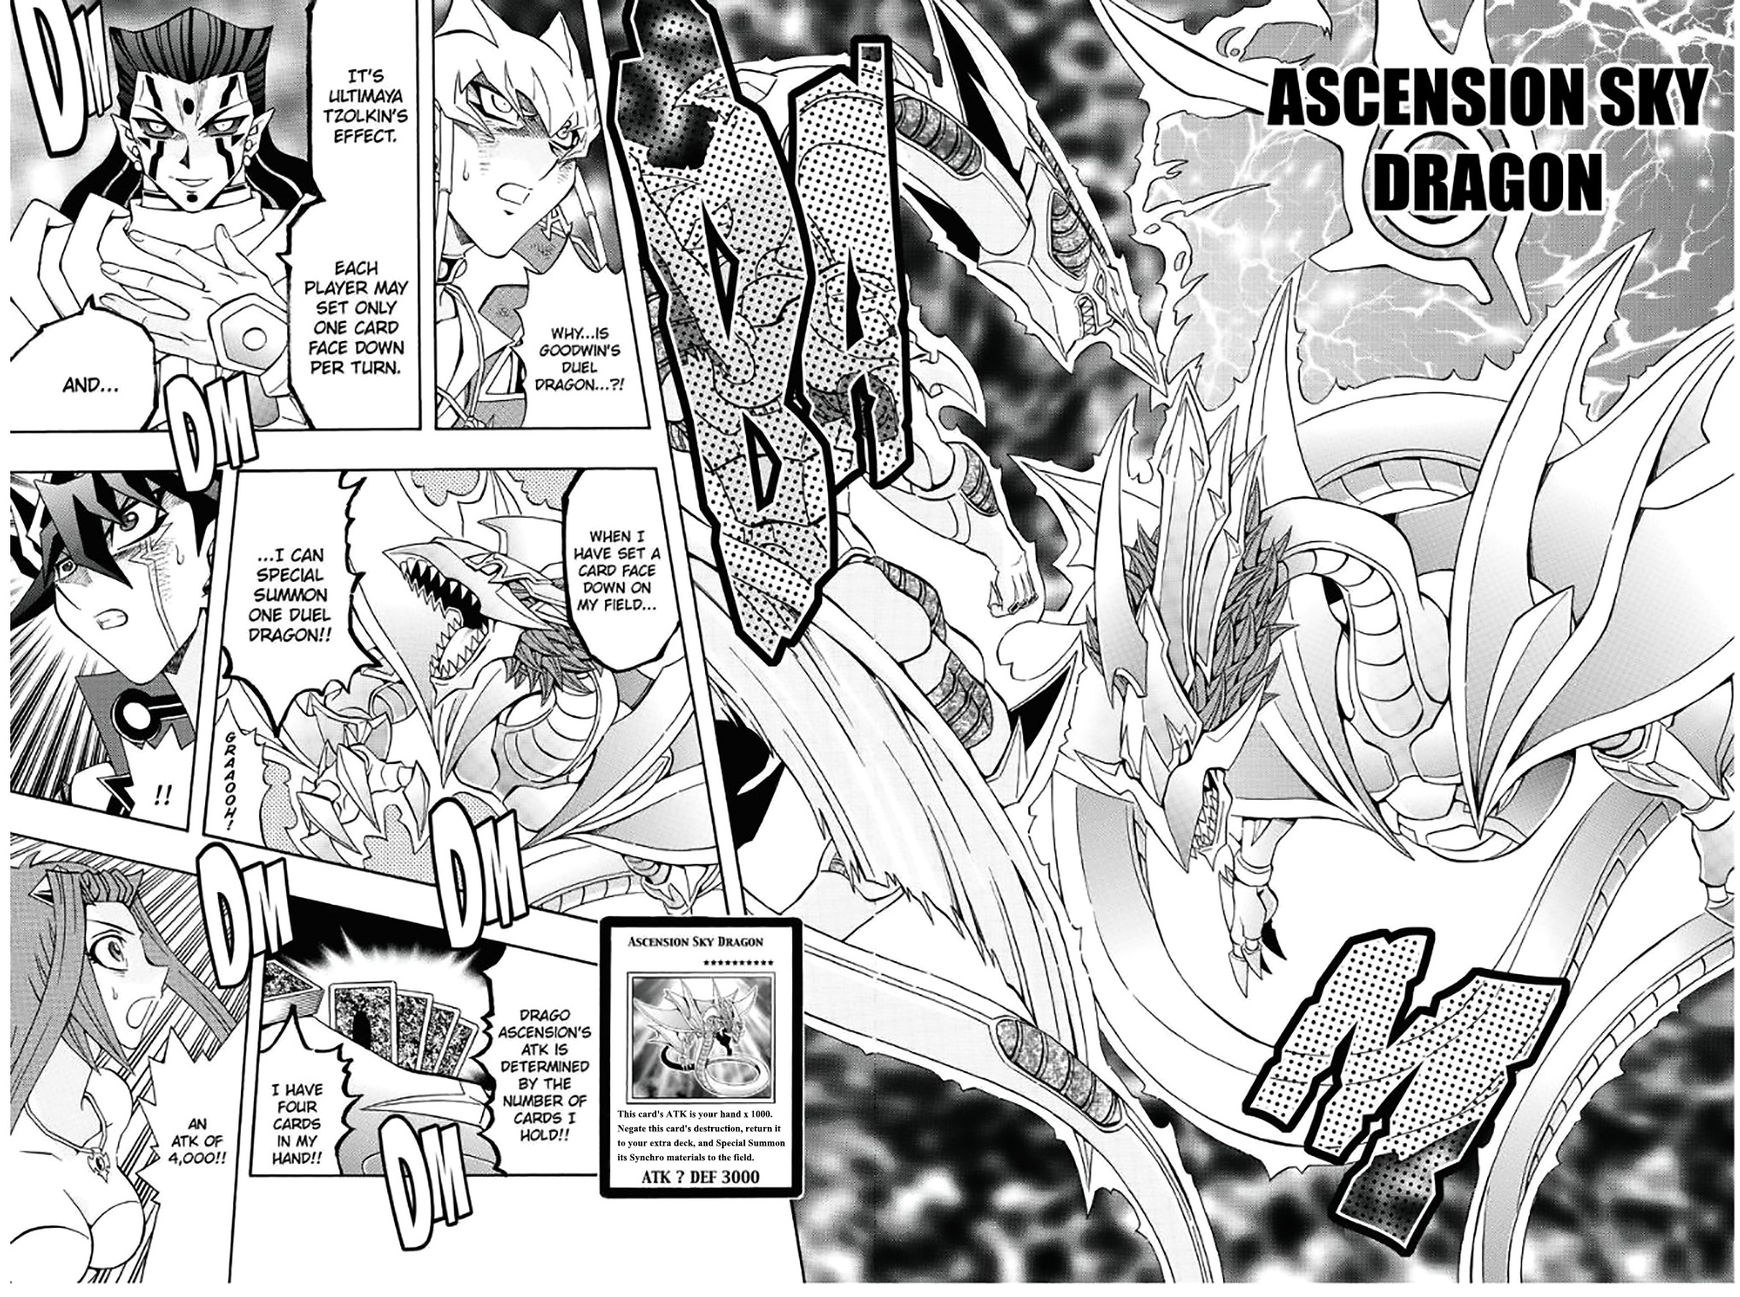 ASCENSION SKY
DRAGON
BA
DA
M
WHY...IS
GOODWIN'S
DUEL
DRAGON...?!
IT'S
ULTIMAYA
TZOLKIN'S
EFFECT.
EACH
PLAYER MAY
SET ONLY
ONE CARD
FACE DOWN
PER TURN.
AND...
DM
DM
WHEN I
HAVE SET A
CARD FACE
DOWN ON
MY FIELD...
...I CAN
SPECIAL
SUMMON
ONE DUEL
DRAGON!!
GRAAOOH!
!!
DM
DM
ASCENSION SKY DRAGON
★★★★★★★★★★
This card's ATK is your hand x 1000.
Negate this card's destruction, return it
to your extra deck, and Special Summon
its Synchro materials to the field.
ATK ? DEF 3000
DRAGO
ASCENSION'S
ATK IS
DETERMINED
BY THE
NUMBER OF
CARDS I
HOLD!!
I HAVE
FOUR
CARDS
IN MY
HAND!!
DM
AN
ATK OF
4,000!!